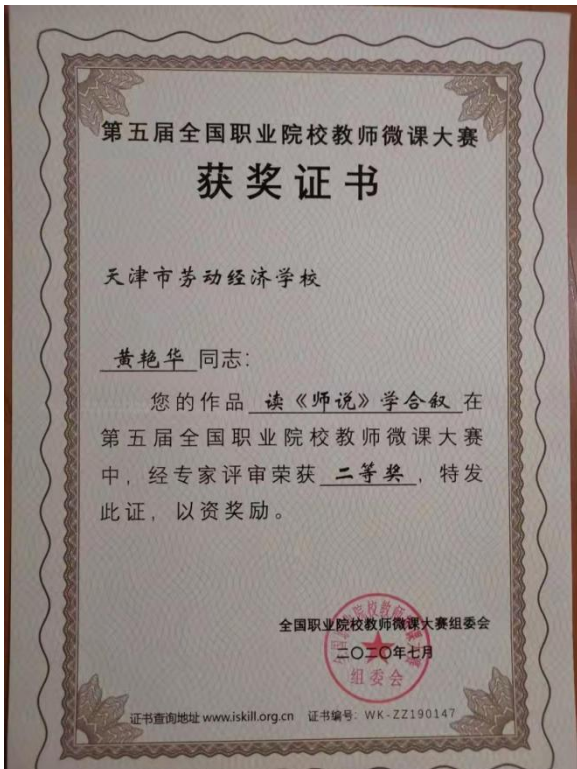 第五届全国职业院校教师微课大赛
获奖证书
天津市劳动经济学校
黄艳华同志：
您的作品 读《师说》学合叙 在
第五届全国职业院校教师微课大赛
中，经专家评审荣获 二等奖，特发
此证，以资奖励。
全国职业院校教师微课大赛组委会
二〇二〇年七月
组委会
证书查询地址 www.iskill.org.cn 证书编号：WK-ZZ190147